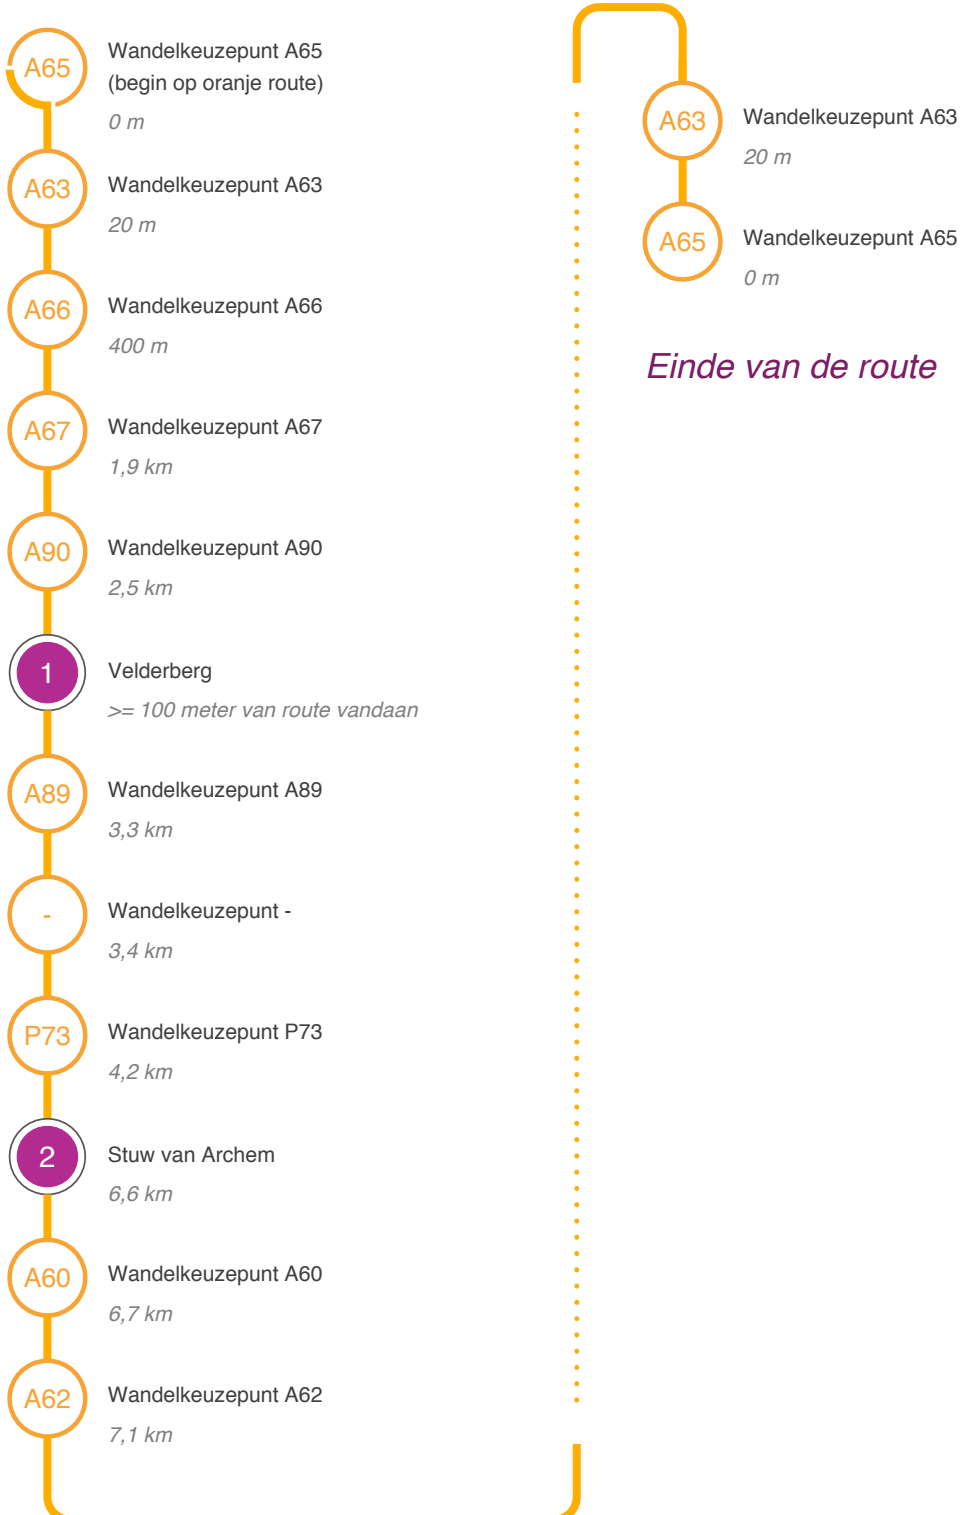 A65
Wandelkeuzepunt A65
(begin op oranje route)
0 m
A63
Wandelkeuzepunt A63
20 m
A66
Wandelkeuzepunt A66
400 m
A67
Wandelkeuzepunt A67
1,9 km
A90
Wandelkeuzepunt A90
2,5 km
1
Velderberg
>= 100 meter van route vandaan
A89
Wandelkeuzepunt A89
3,3 km
-
Wandelkeuzepunt -
3,4 km
P73
Wandelkeuzepunt P73
4,2 km
2
Stuw van Archem
6,6 km
A60
Wandelkeuzepunt A60
6,7 km
A62
Wandelkeuzepunt A62
7,1 km
A63
Wandelkeuzepunt A63
20 m
A65
Wandelkeuzepunt A65
0 m
Einde van de route